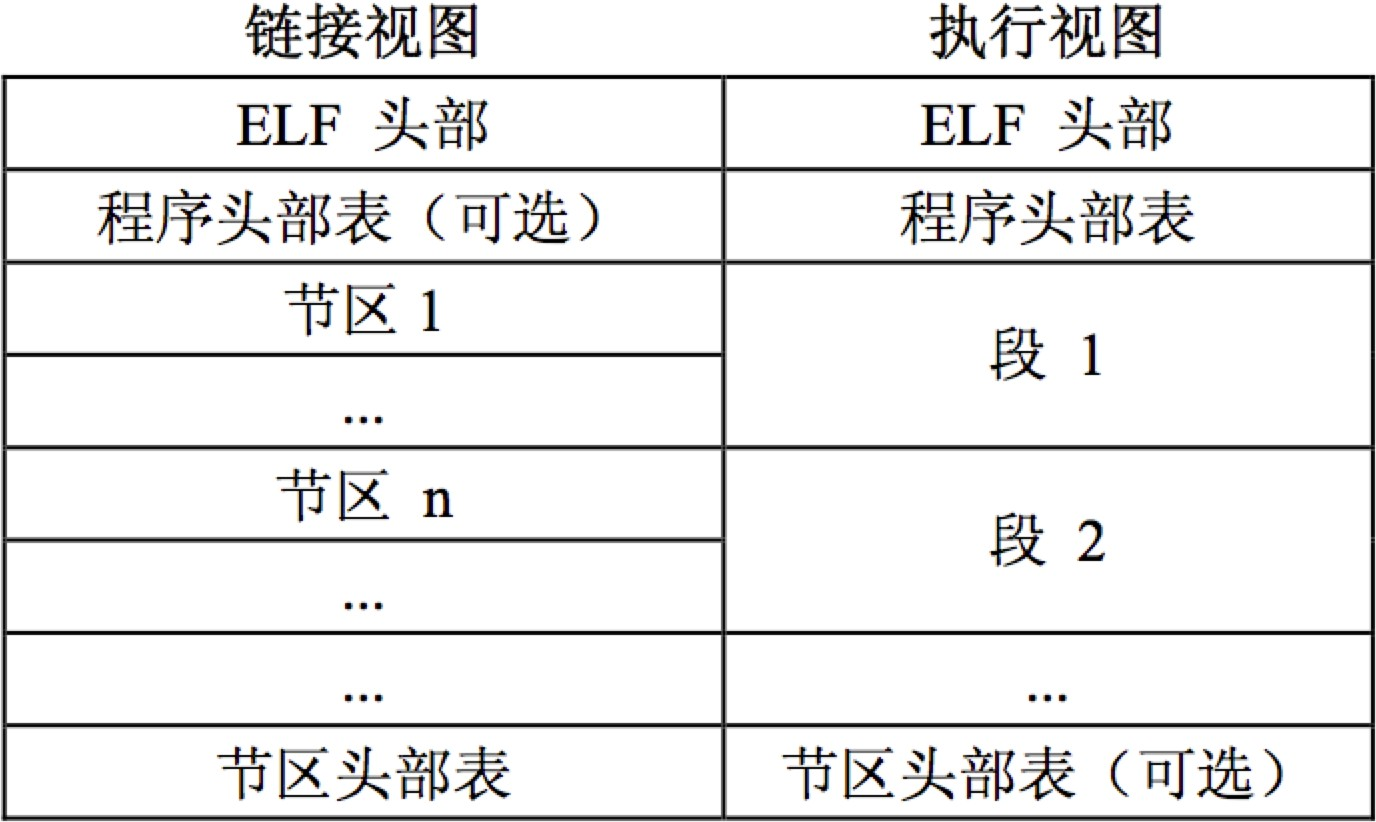 链接视图 执行视图
ELF 头部 ELF 头部
程序头部表（可选） 程序头部表
节区 1
段 1
...
节区 n
段 2
...
... ...
节区头部表 节区头部表（可选）